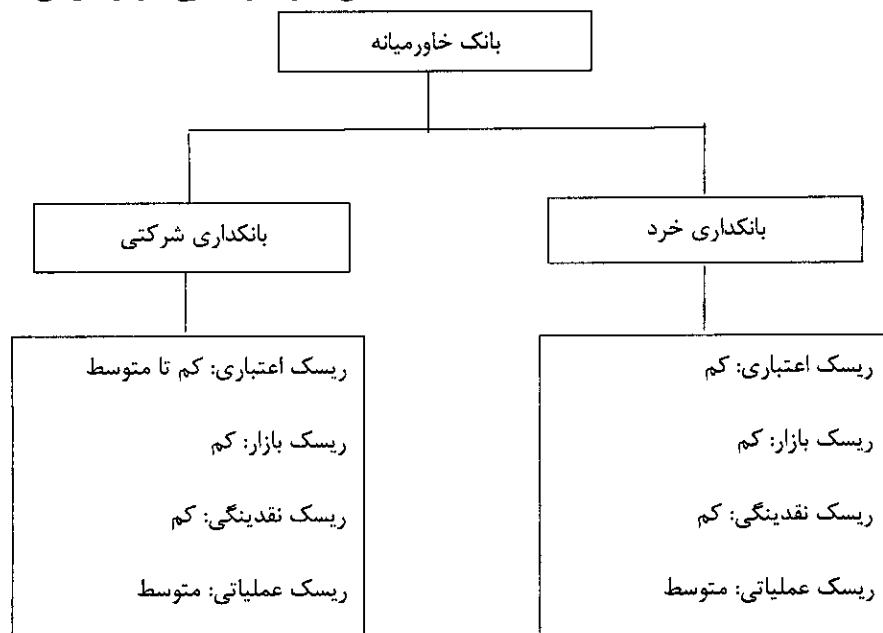 بانک خاورمیانه
بانکداری خرد
بانکداری شرکتی
ریسک اعتباری: کم
ریسک بازار: کم
ریسک نقدینگی: کم
ریسک عملیاتی: متوسط
ریسک اعتباری: کم تا متوسط
ریسک بازار: کم
ریسک نقدینگی: کم
ریسک عملیاتی: متوسط